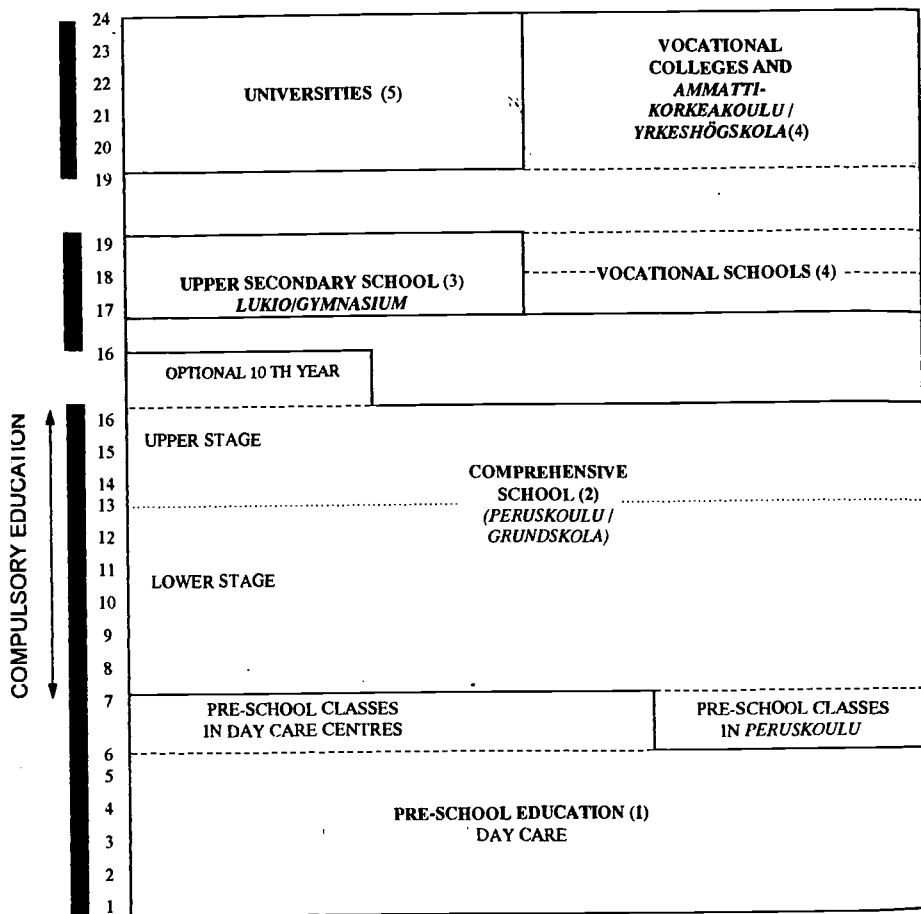 24
23
22
21
20
19
UNIVERSITIES (5)
VOCATIONAL
COLLEGES AND
AMMATTI-
KORKEAKOULU /
YRKESHÖGSKOLA (4)
19
18
17
UPPER SECONDARY SCHOOL (3)
LUKIO/GYMNASIUM
VOCATIONAL SCHOOLS (4)
16
OPTIONAL 10 TH YEAR
COMPULSORY EDUCATION
16
15
14
13
12
11
10
9
8
7
UPPER STAGE
COMPREHENSIVE
SCHOOL (2)
(PERUSKOULU /
GRUNDSKOLA)
LOWER STAGE
PRE-SCHOOL CLASSES
IN DAY CARE CENTRES
PRE-SCHOOL CLASSES
IN PERUSKOULU
6
5
4
3
2
1
PRE-SCHOOL EDUCATION (1)
DAY CARE